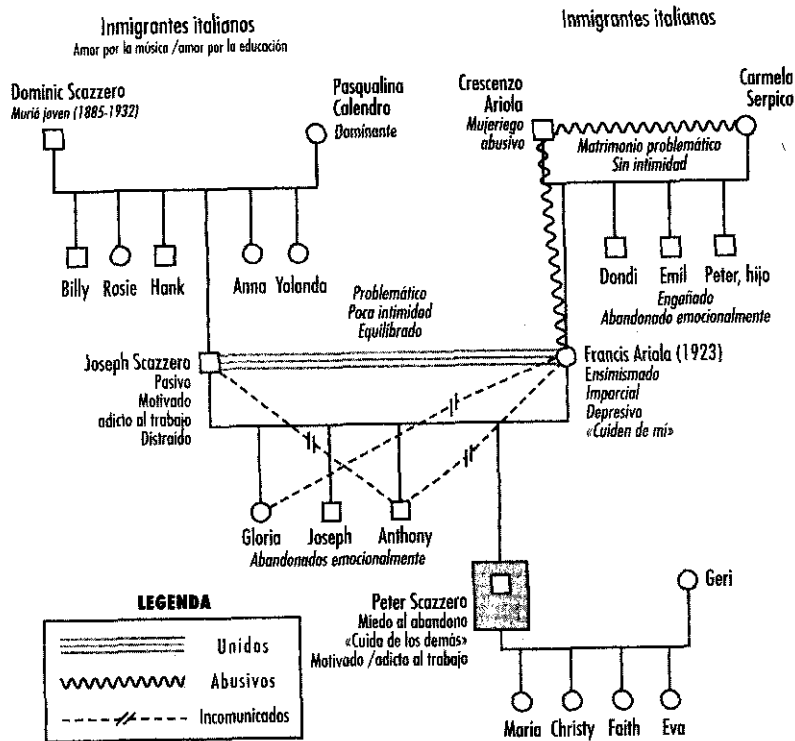 Inmigrantes italianos
Amor por la música /amor por la educación
Inmigrantes italianos
Dominic Scazzero
Murió joven (1885-1932)
Pasqualina
Calendro
Dominante
Crescenzo
Ariola
Mujeriego
abusivo
Carmela
Serpico
Matrimonio problemático
Sin intimidad
Billy
Rosie
Hank
Anna
Yolanda
Dondi
Emil
Peter, hijo
Engañado
Abandonado emocionalmente
Problemático
Poca intimidad
Equilibrado
Joseph Scazzero
Pasivo
Motivado
adicto al trabajo
Distraído
Francis Ariola (1923)
Ensimismado
Imparcial
Depresivo
«Cuiden de mí»
Gloria
Joseph
Anthony
Abandonados emocionalmente
Peter Scazzero
Miedo al abandono
«Cuida de los demás»
Motivado /adicto al trabajo
Geri
Maria
Christy
Faith
Eva
LEGENDA
Unidos
Abusivos
Incomunicados